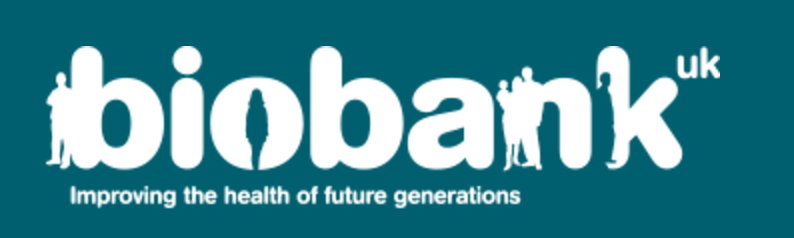 biobank uk
Improving the health of future generations